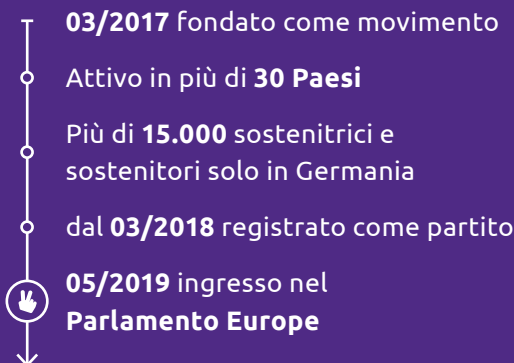 03/2017 fondato come movimento
Attivo in più di 30 Paesi
Più di 15.000 sostenitrici e
sostenitori solo in Germania
dal 03/2018 registrato come partito
05/2019 ingresso nel
Parlamento Europe